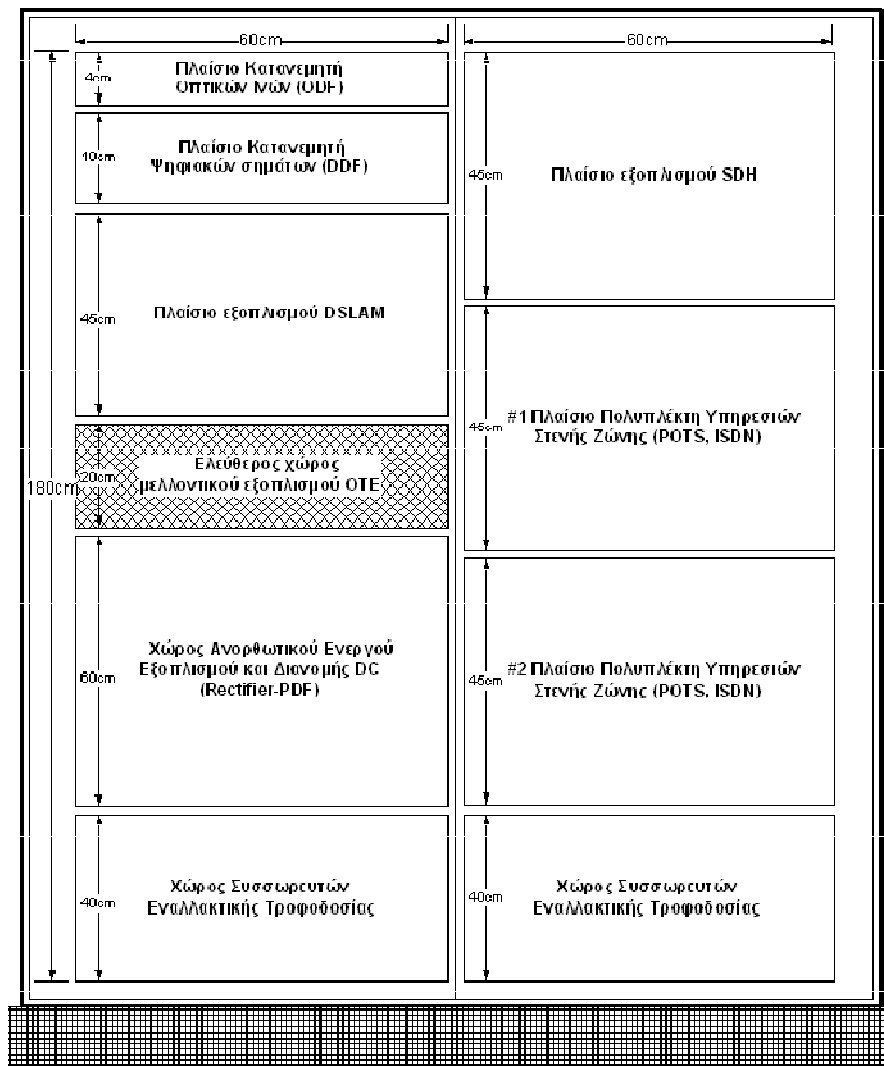 60cm
60cm
4cm
Πλαίσιο Κατανεμητή
Οπτικών Ινών (ODF)
10cm
Πλαίσιο Κατανεμητή
Ψηφιακών σημάτων (DDF)
45cm
Πλαίσιο εξοπλισμού SDH
45cm
Πλαίσιο εξοπλισμού DSLAM
45cm
#1 Πλαίσιο Πολυπλέκτη Υπηρεσιών
Στενής Ζώνης (POTS, ISDN)
180cm
20cm
Ελεύθερος χώρος
μελλοντικού εξοπλισμού ΟΤΕ
60cm
Χώρος Ανορθωτικού Ενεργού
Εξοπλισμού και Διανομής DC
(Rectifier-PDF)
45cm
#2 Πλαίσιο Πολυπλέκτη Υπηρεσιών
Στενής Ζώνης (POTS, ISDN)
40cm
Χώρος Συσσωρευτών
Εναλλακτικής Τροφοδοσίας
40cm
Χώρος Συσσωρευτών
Εναλλακτικής Τροφοδοσίας